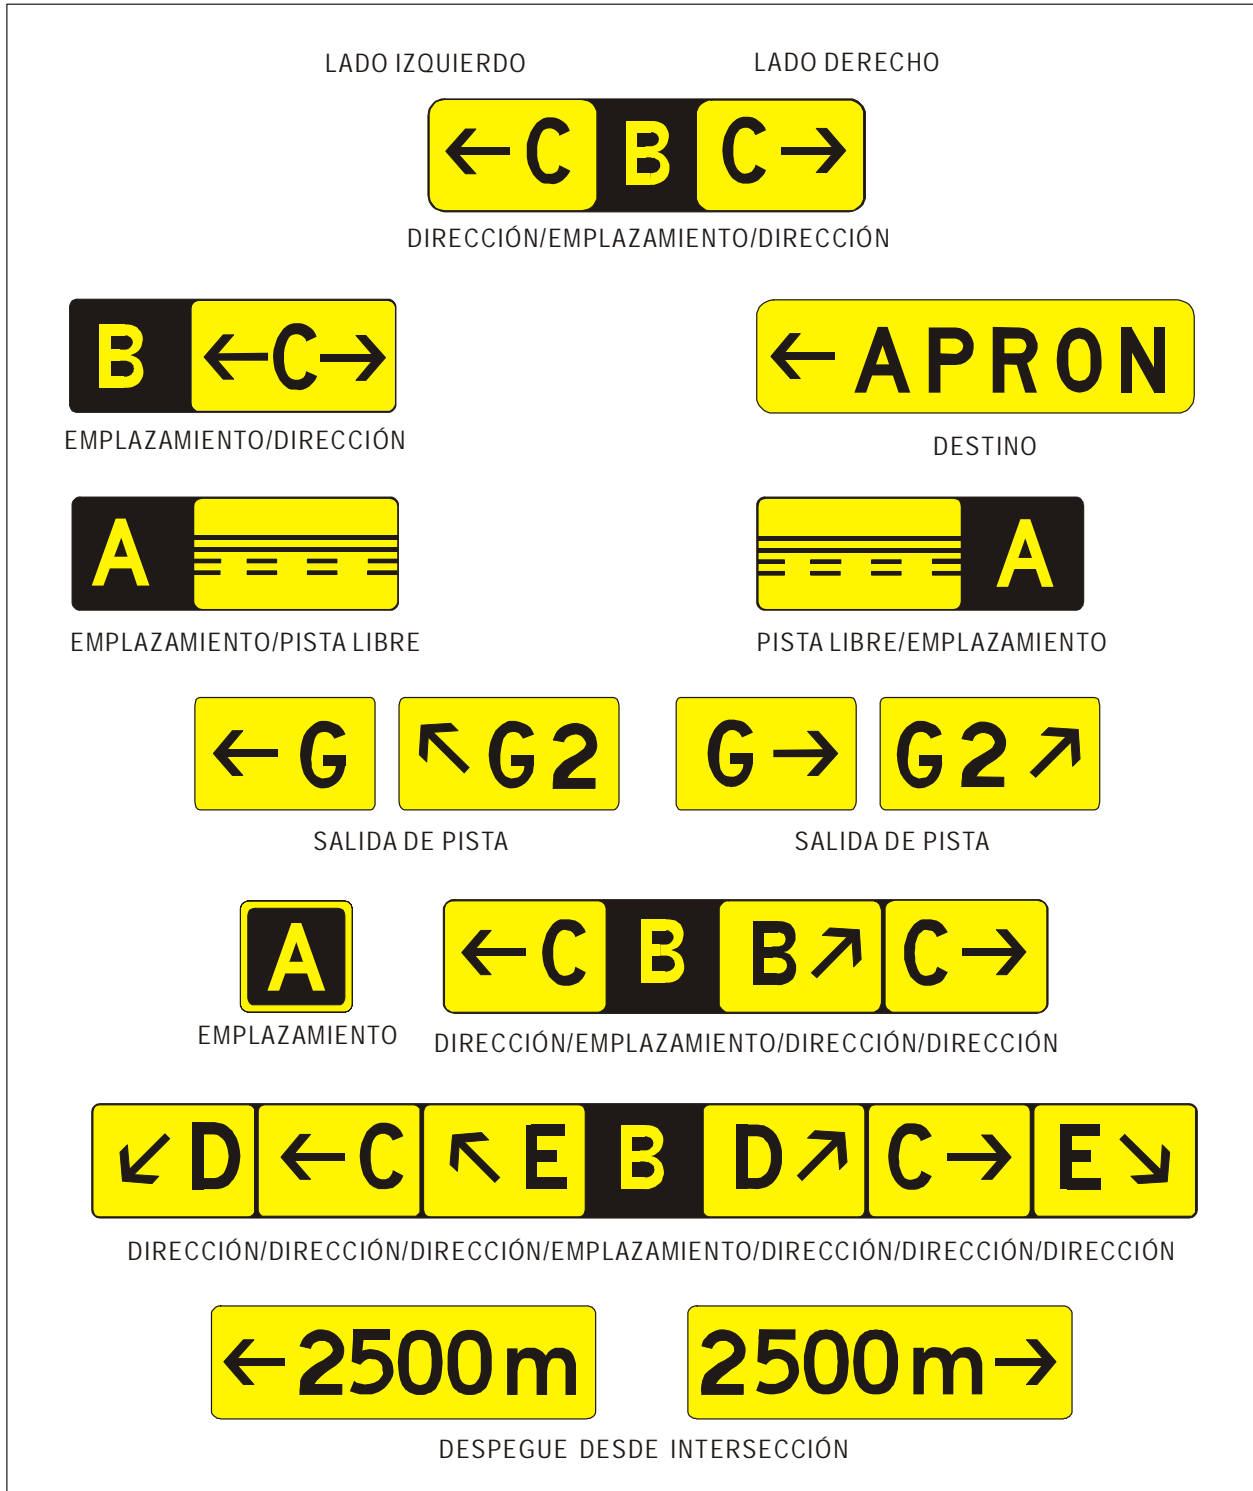 LADO IZQUIERDO LADO DERECHO
←C B C→
DIRECCIÓN/EMPLAZAMIENTO/DIRECCIÓN
B ←C→ ←APRON
EMPLAZAMIENTO/DIRECCIÓN DESTINO
A A
EMPLAZAMIENTO/PISTA LIBRE PISTA LIBRE/EMPLAZAMIENTO
←G ↖G2 G→ G2↗
SALIDA DE PISTA SALIDA DE PISTA
A ←C B B↗ C→
EMPLAZAMIENTO DIRECCIÓN/EMPLAZAMIENTO/DIRECCIÓN/DIRECCIÓN
↙D ←C ↖E B D↗ C→ E↘
DIRECCIÓN/DIRECCIÓN/DIRECCIÓN/EMPLAZAMIENTO/DIRECCIÓN/DIRECCIÓN/DIRECCIÓN
←2500m 2500m→
DESPEGUE DESDE INTERSECCIÓN